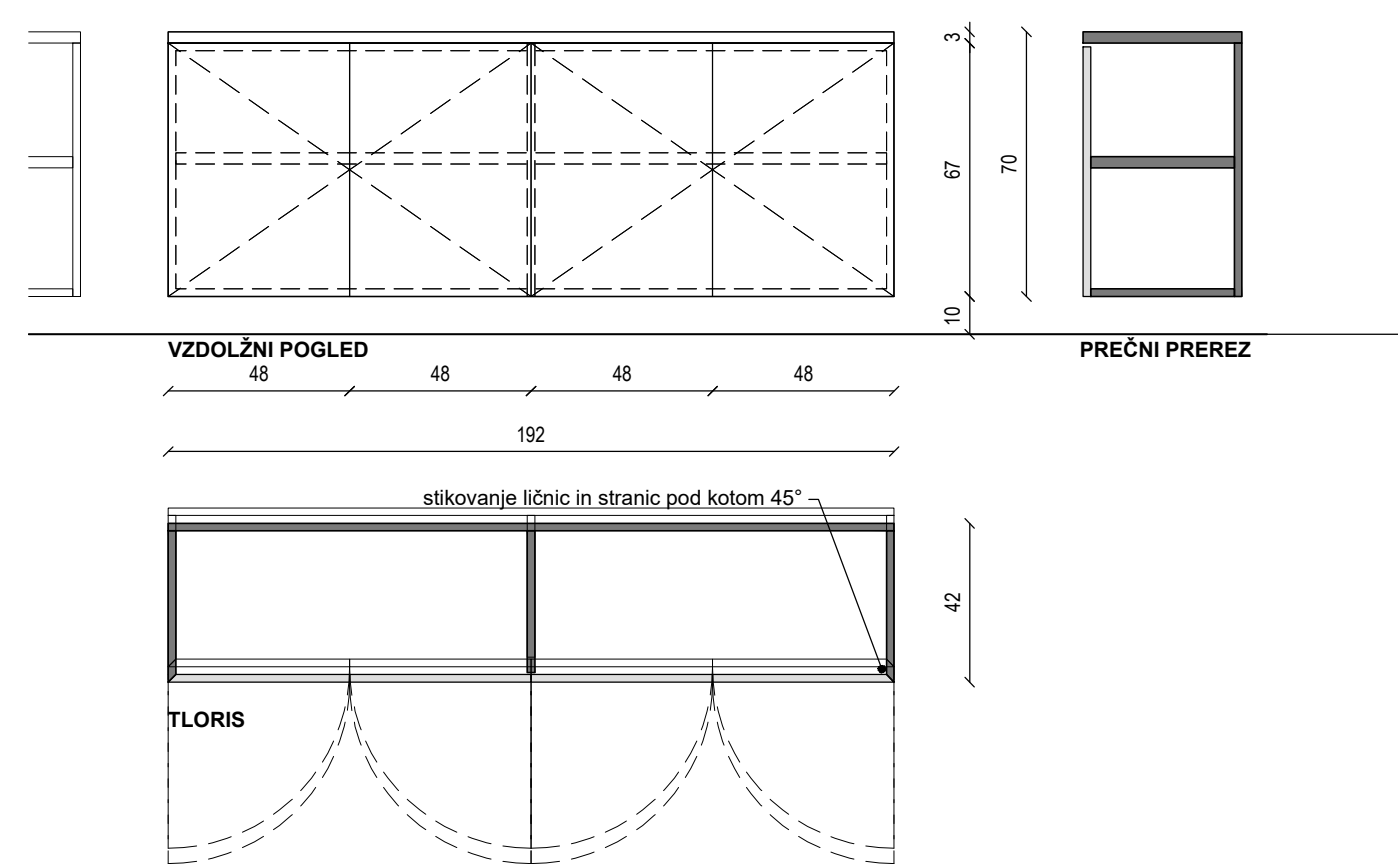 3
67
70
10
VZDOLŽNI POGLED
PREČNI PREREZ
48 48 48 48
192
stikovanje ličnic in stranic pod kotom 45°
42
TLORIS